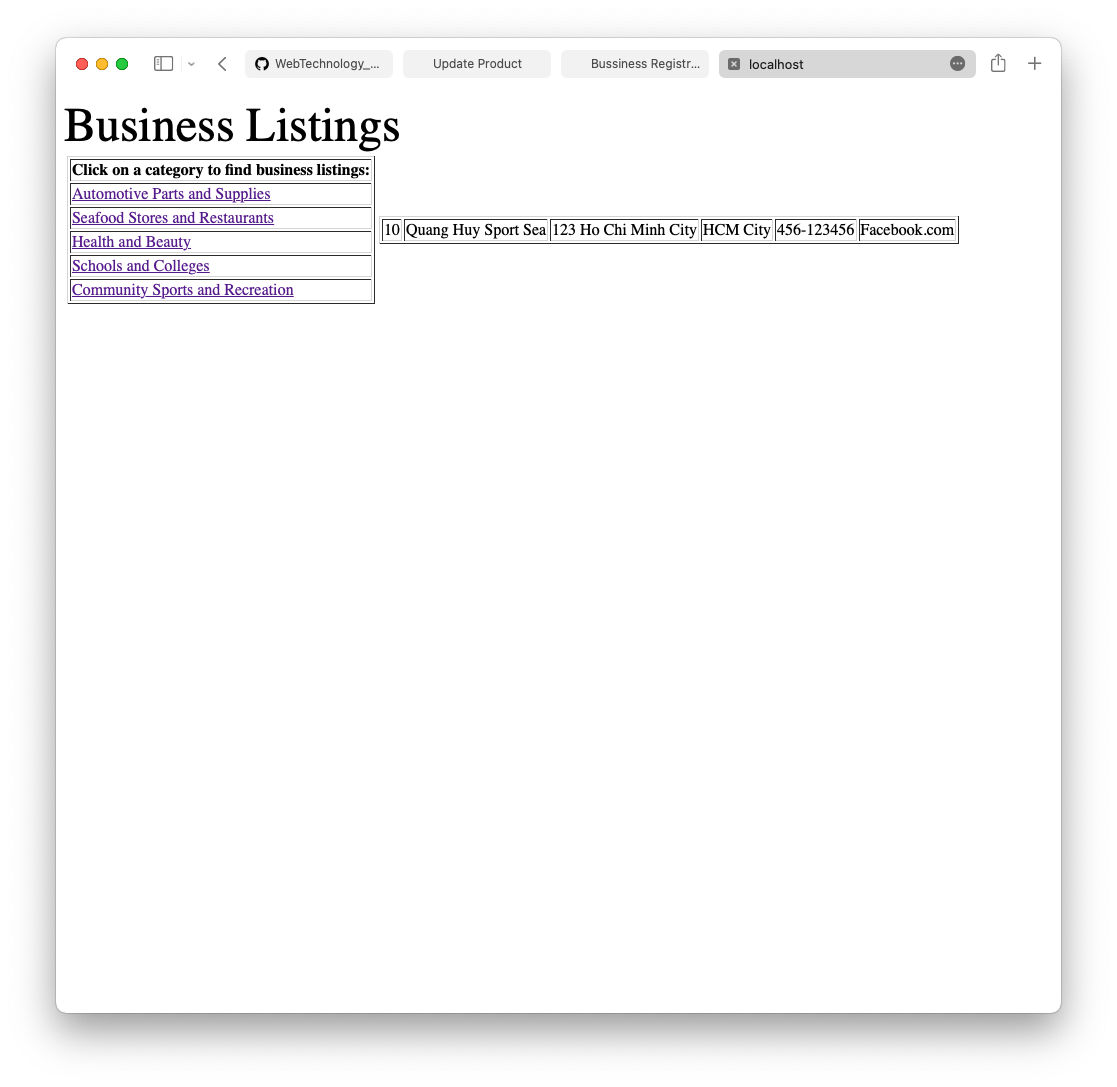 WebTechnology_... Update Product Bussiness Registr... localhost
Business Listings
Click on a category to find business listings:
Automotive Parts and Supplies
Seafood Stores and Restaurants
Health and Beauty
Schools and Colleges
Community Sports and Recreation
10 Quang Huy Sport Sea 123 Ho Chi Minh City HCM City 456-123456 Facebook.com